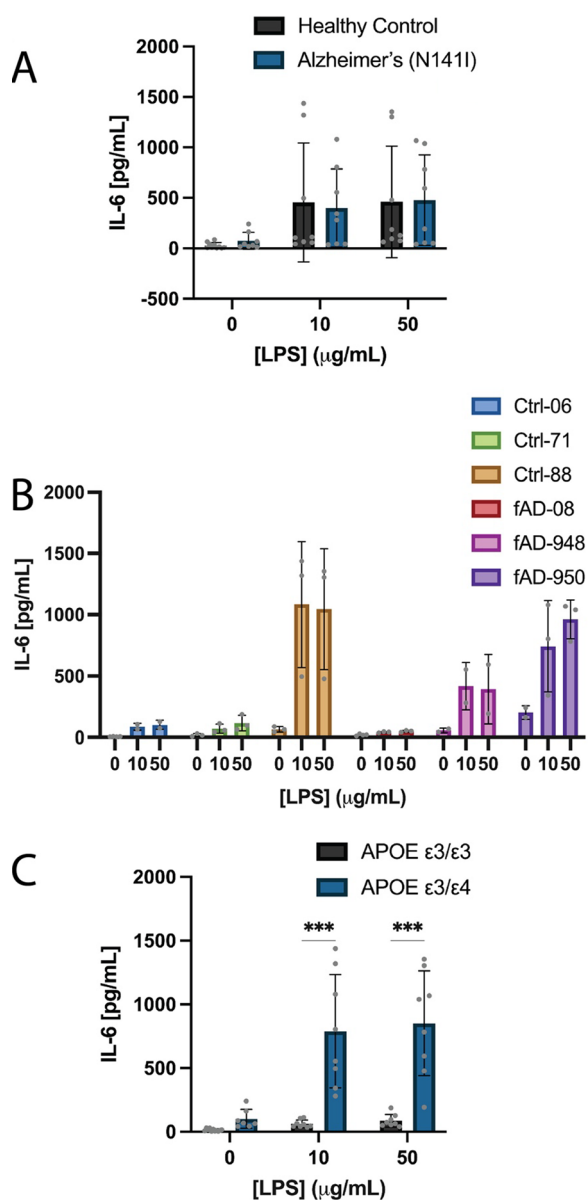 A
Healthy Control
Alzheimer's (N141I)
2000
1500
1000
500
0
-500
IL-6 [pg/mL]
0 10 50
[LPS] (μg/mL)
Ctrl-06
Ctrl-71
Ctrl-88
fAD-08
fAD-948
fAD-950
B
2000
1500
1000
500
0
IL-6 [pg/mL]
0 10 50 0 10 50 0 10 50 0 10 50 0 10 50 0 10 50
[LPS] (μg/mL)
C
APOE ε3/ε3
APOE ε3/ε4
2000
1500
1000
500
0
IL-6 [pg/mL]
*** ***
0 10 50
[LPS] (μg/mL)